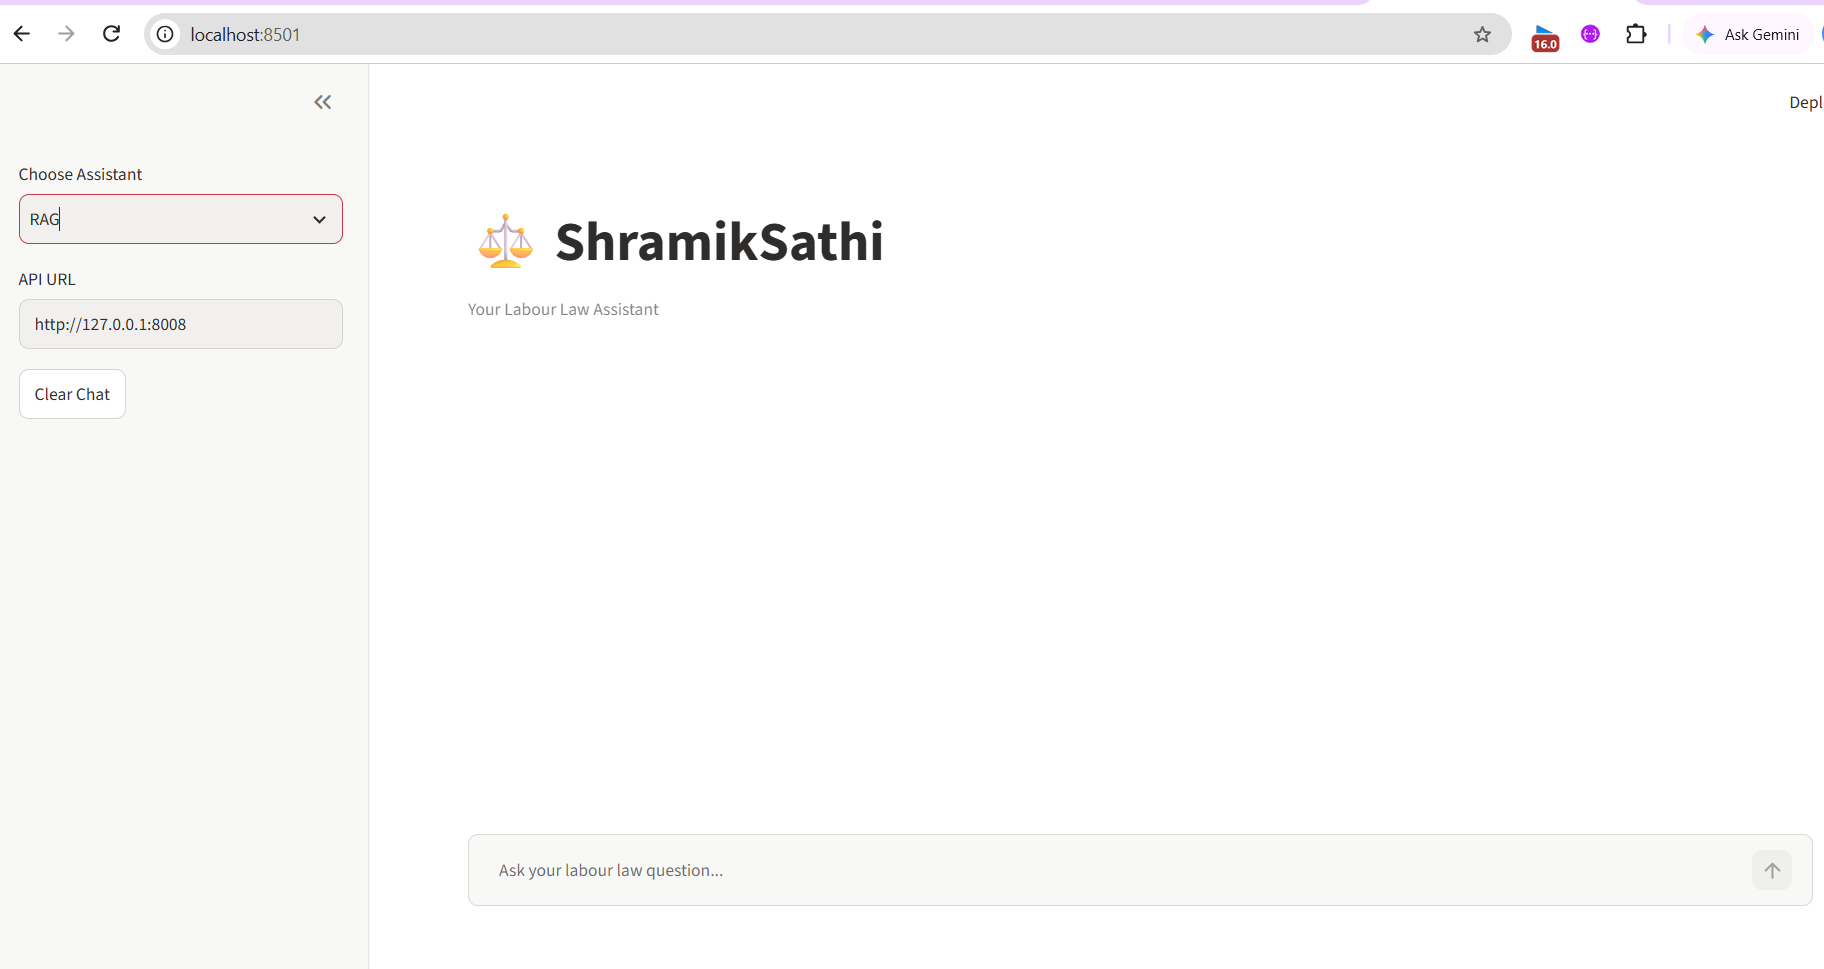 localhost:8501
16.0
Ask Gemini
Depl
Choose Assistant
RAG
API URL
http://127.0.0.1:8008
Clear Chat
ShramikSathi
Your Labour Law Assistant
Ask your labour law question...